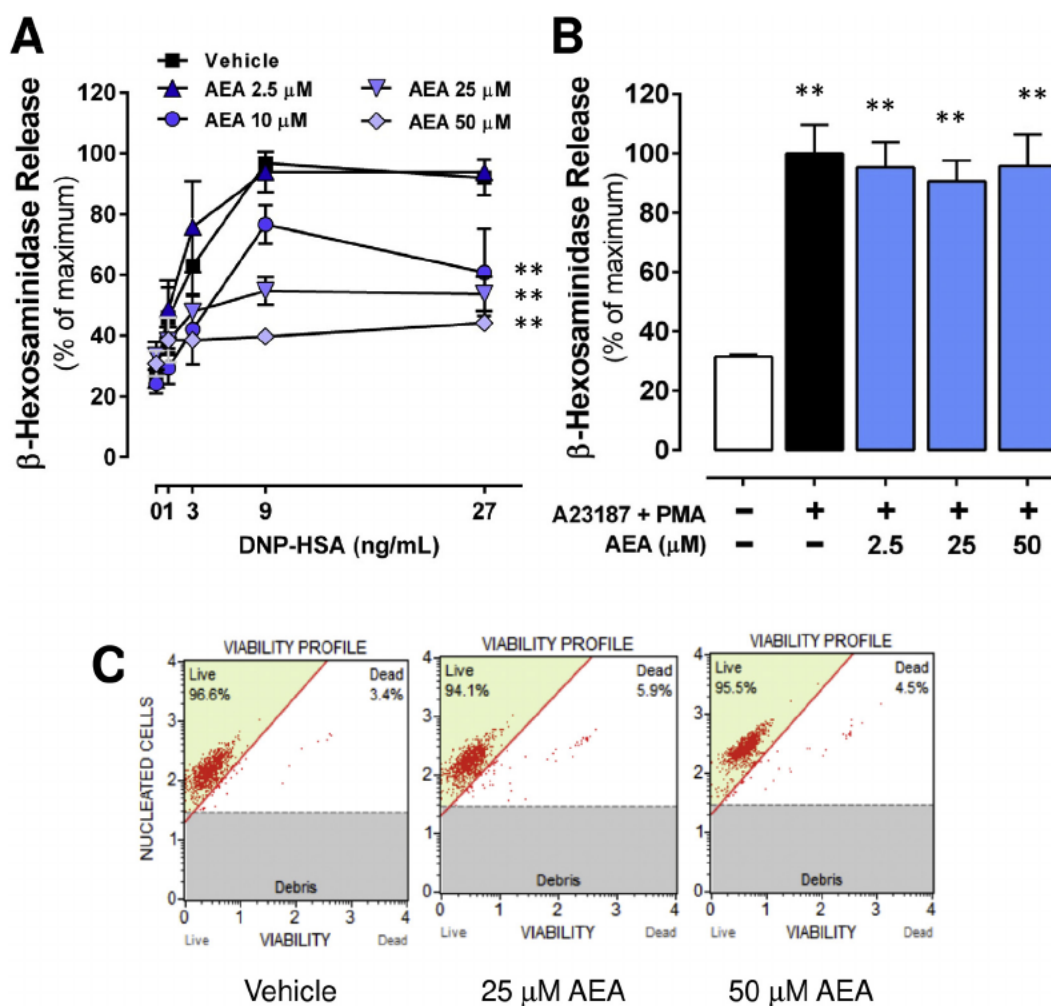 A
Vehicle
AEA 2.5 μM
AEA 10 μM
AEA 25 μM
AEA 50 μM
β-Hexosaminidase Release
(% of maximum)
120
100
80
60
40
20
0
**
**
**
01 3 9 27
DNP-HSA (ng/mL)
B
β-Hexosaminidase Release
(% of maximum)
120
100
80
60
40
20
0
** ** ** **
A23187 + PMA − + + + +
AEA (μM) − − 2.5 25 50
C
VIABILITY PROFILE
Live
96.6%
Dead
3.4%
NUCLEATED CELLS
4
3
2
1
0
Debris
0 1 2 3 4
Live VIABILITY Dead
Vehicle
VIABILITY PROFILE
Live
94.1%
Dead
5.9%
4
3
2
1
0
Debris
0 1 2 3 4
Live VIABILITY Dead
25 μM AEA
VIABILITY PROFILE
Live
95.5%
Dead
4.5%
4
3
2
1
0
Debris
0 1 2 3 4
Live VIABILITY Dead
50 μM AEA